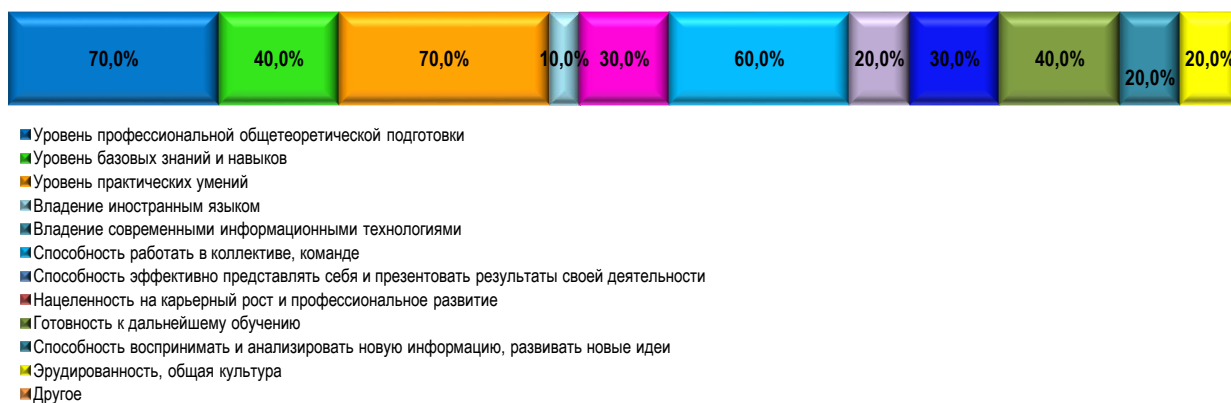 70,0% 40,0% 70,0% 10,0% 30,0% 60,0% 20,0% 30,0% 40,0% 20,0% 20,0%
Уровень профессиональной общетеоретической подготовки
Уровень базовых знаний и навыков
Уровень практических умений
Владение иностранным языком
Владение современными информационными технологиями
Способность работать в коллективе, команде
Способность эффективно представлять себя и презентовать результаты своей деятельности
Нацеленность на карьерный рост и профессиональное развитие
Готовность к дальнейшему обучению
Способность воспринимать и анализировать новую информацию, развивать новые идеи
Эрудированность, общая культура
Другое